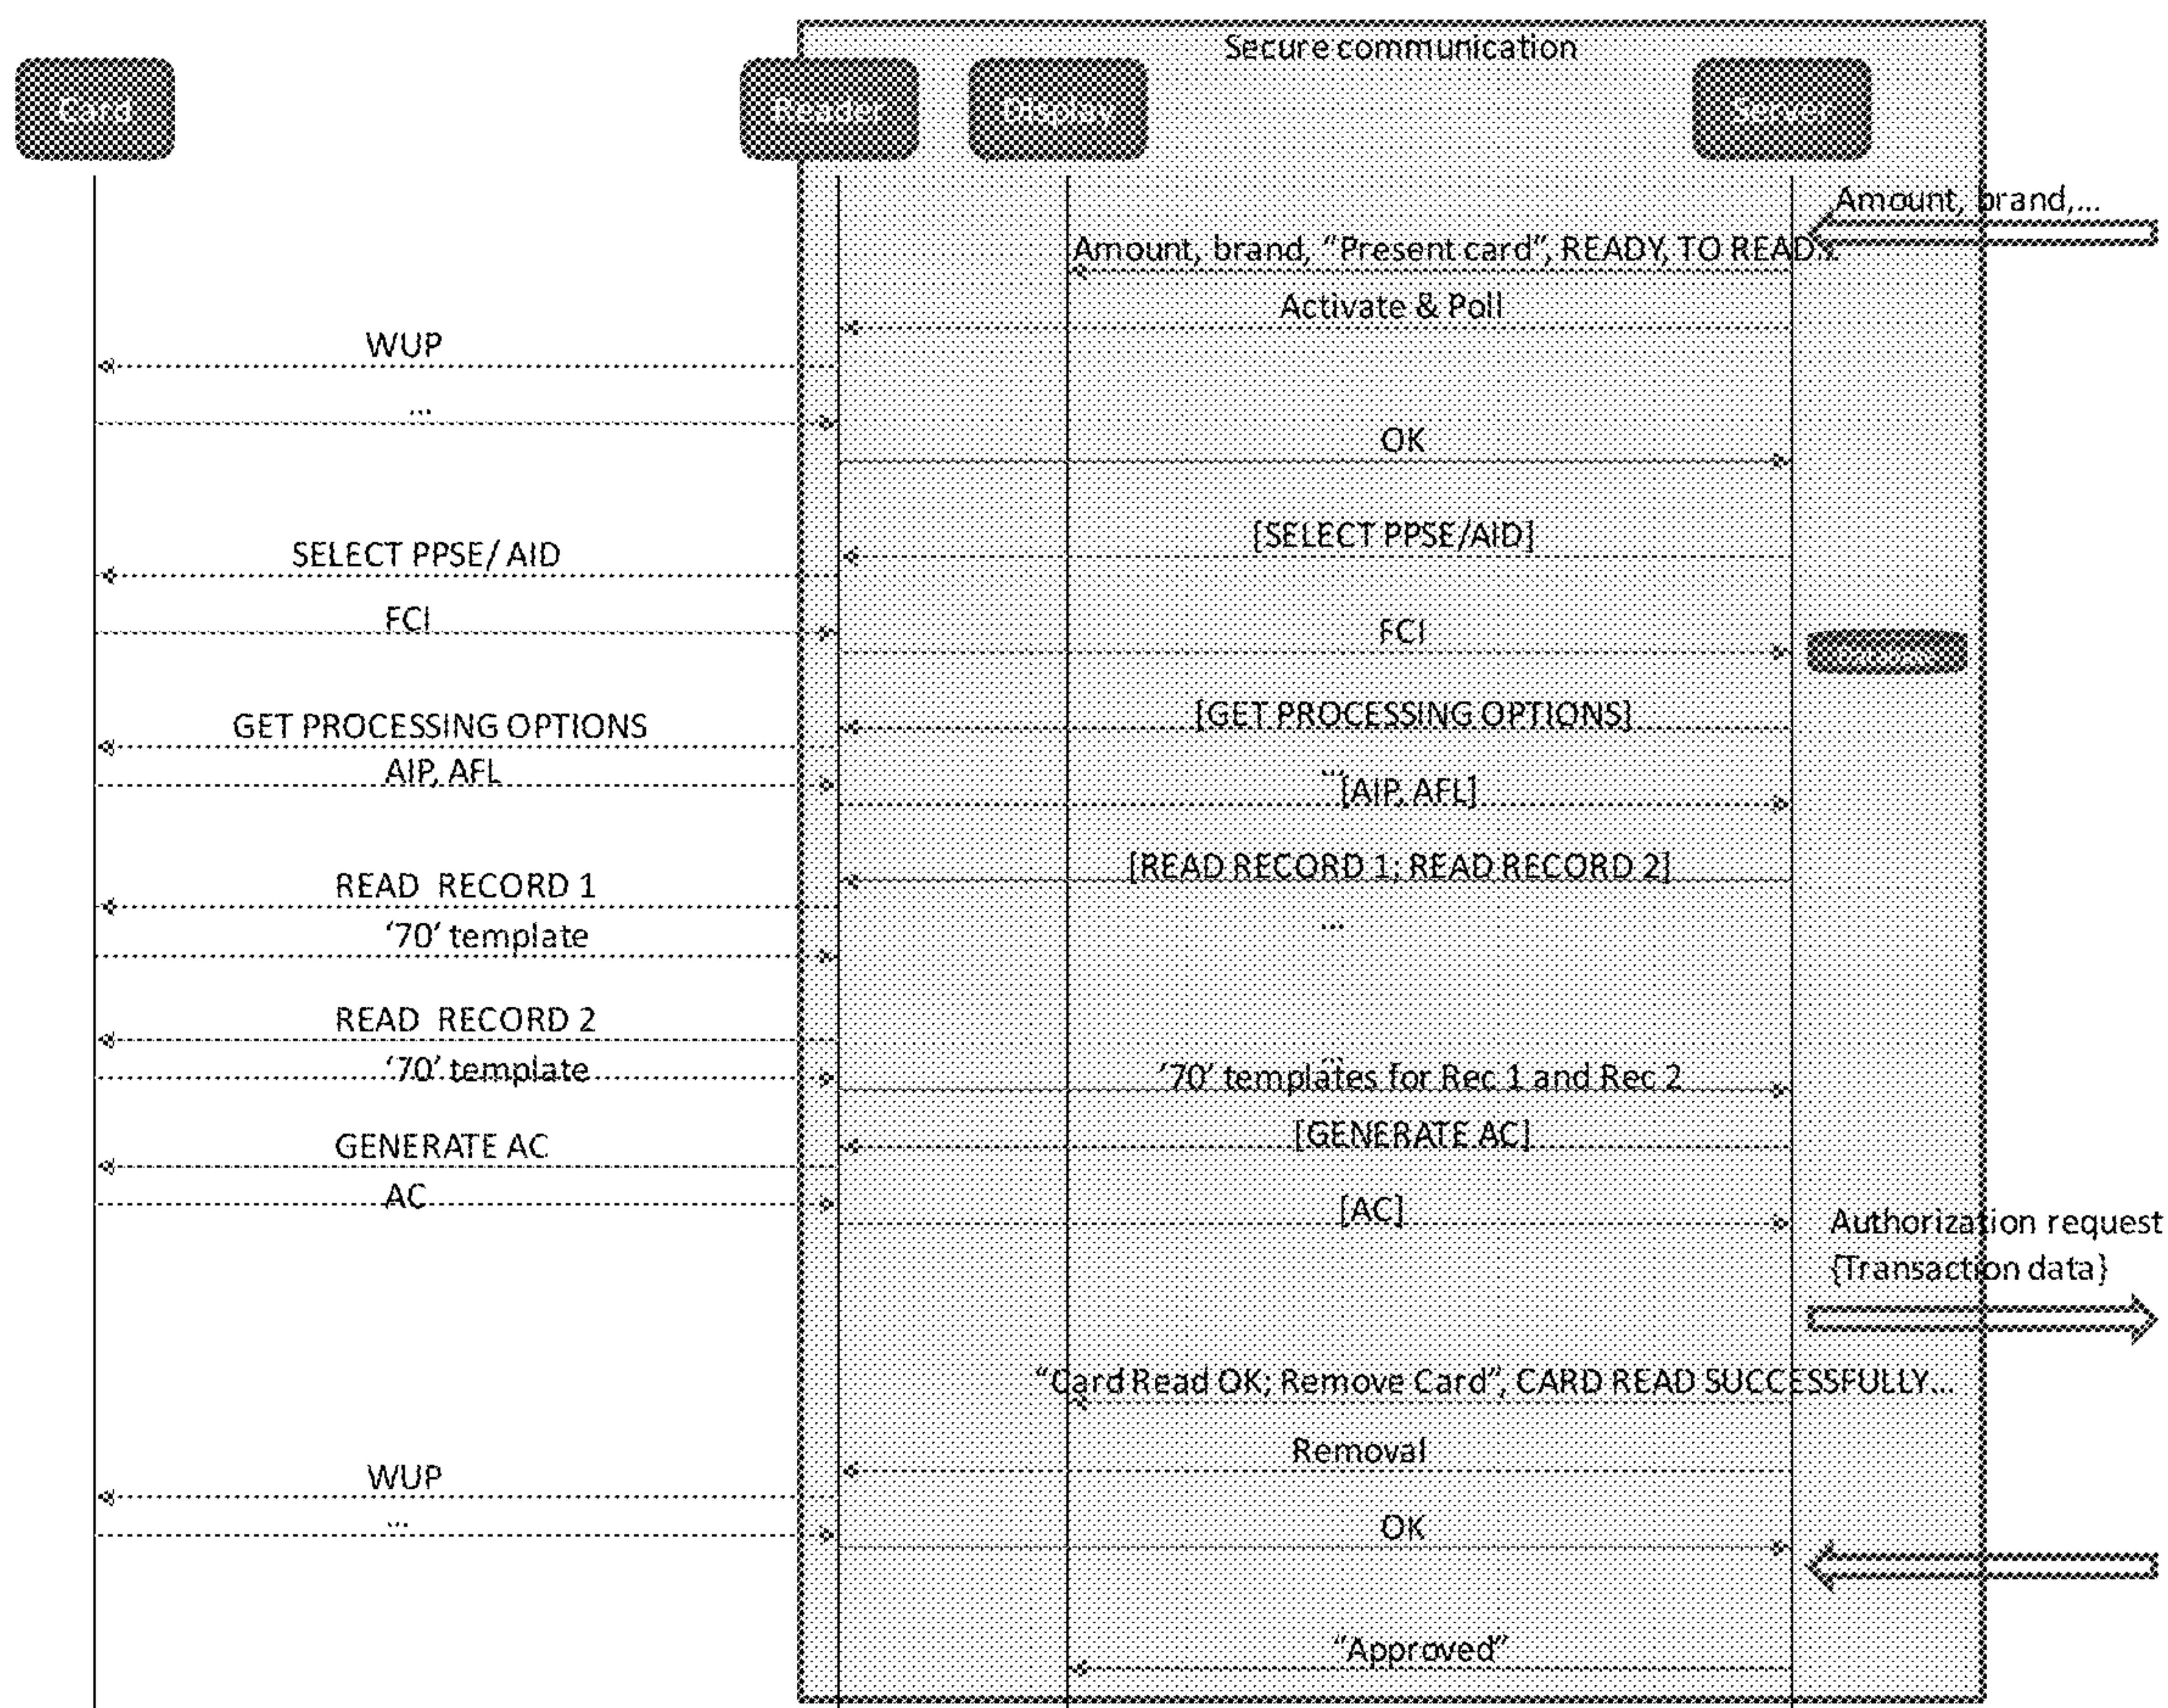 Secure communication
Card
Reader
Display
Server
Amount, brand,...
Amount, brand, “Present card”, READY, TO READ...
Activate & Poll
WUP
...
OK
[SELECT PPSE/AID]
SELECT PPSE/ AID
FCI
FCI
[GET PROCESSING OPTIONS]
GET PROCESSING OPTIONS
AIP, AFL
...
[AIP, AFL]
[READ RECORD 1; READ RECORD 2]
READ RECORD 1
...
‘70’ template
READ RECORD 2
...
‘70’ template
‘70’ templates for Rec 1 and Rec 2
[GENERATE AC]
GENERATE AC
AC
[AC]
Authorization request
{Transaction data}
“Card Read OK; Remove Card”, CARD READ SUCCESSFULLY...
Removal
WUP
...
OK
“Approved”